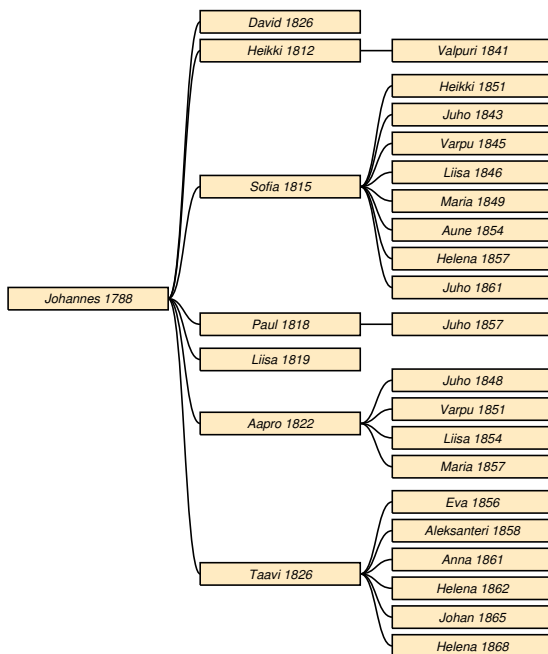 David 1826
Heikki 1812
Valpuri 1841
Heikki 1851
Juho 1843
Varpu 1845
Sofia 1815
Liisa 1846
Maria 1849
Aune 1854
Helena 1857
Juho 1861
Johannes 1788
Paul 1818
Juho 1857
Liisa 1819
Juho 1848
Varpu 1851
Aapro 1822
Liisa 1854
Maria 1857
Eva 1856
Aleksanteri 1858
Anna 1861
Taavi 1826
Helena 1862
Johan 1865
Helena 1868